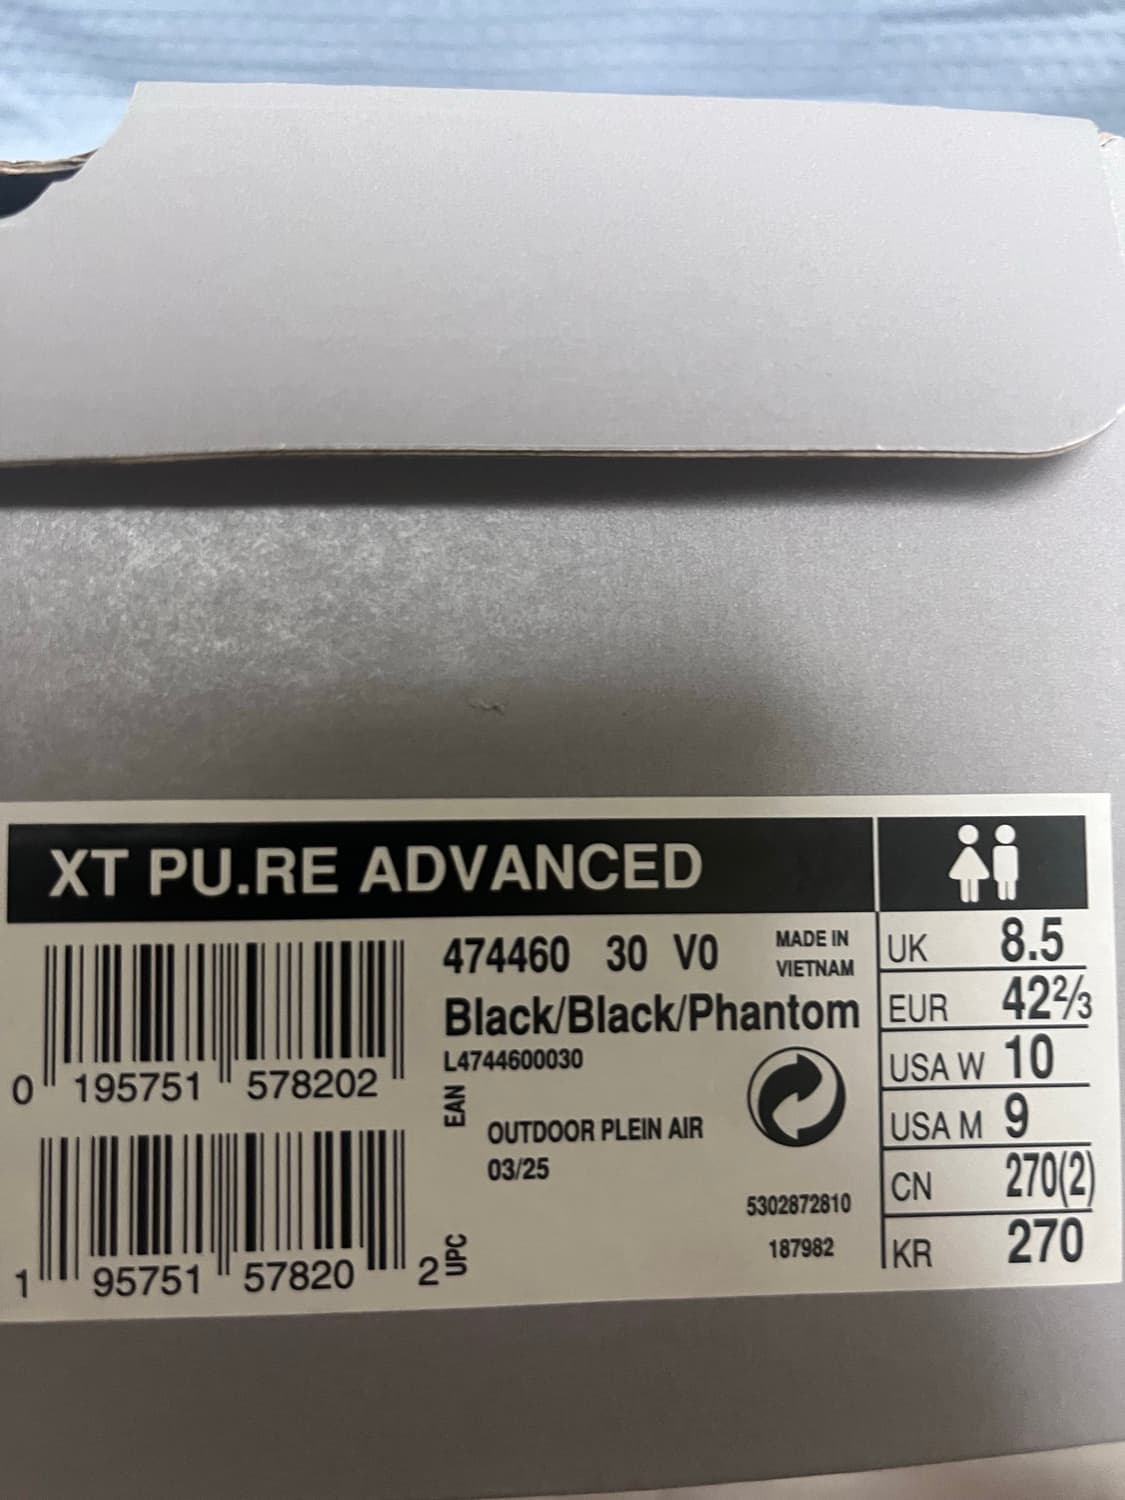 XT PU.RE ADVANCED
474460 30 V0
MADE IN
VIETNAM
Black/Black/Phantom
L4744600030
0 195751 578202
EAN
OUTDOOR PLEIN AIR
03/25
5302872810
187982
1 95751 57820 2
UPC
UK 8.5
EUR 42⅔
USA W 10
USA M 9
CN 270(2)
KR 270